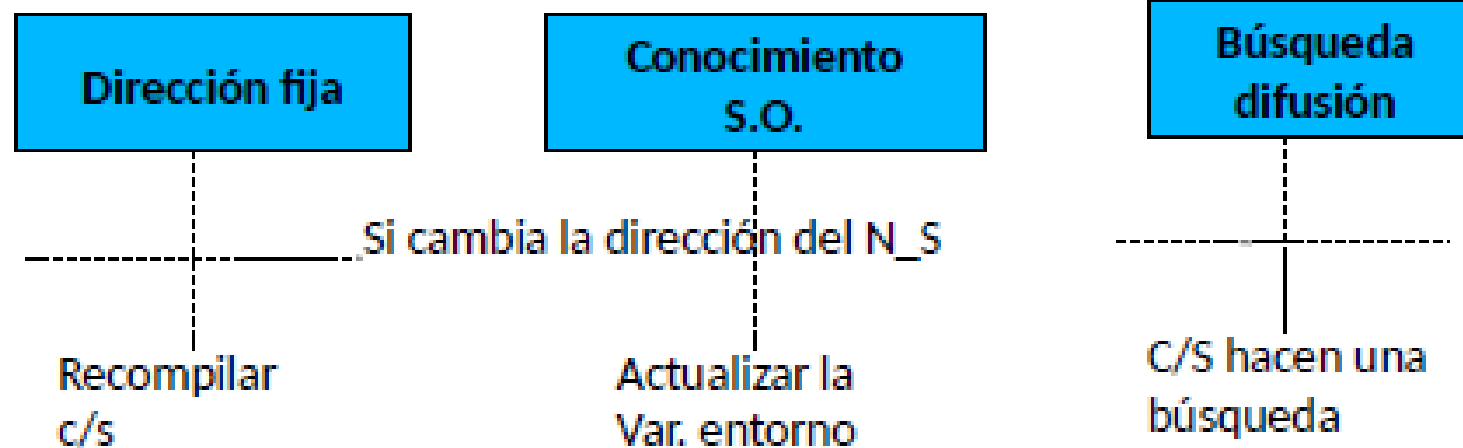 Dirección fija
Conocimiento
S.O.
Búsqueda
difusión
Si cambia la dirección del N_S
Recompilar
c/s
Actualizar la
Var. entorno
C/S hacen una
búsqueda